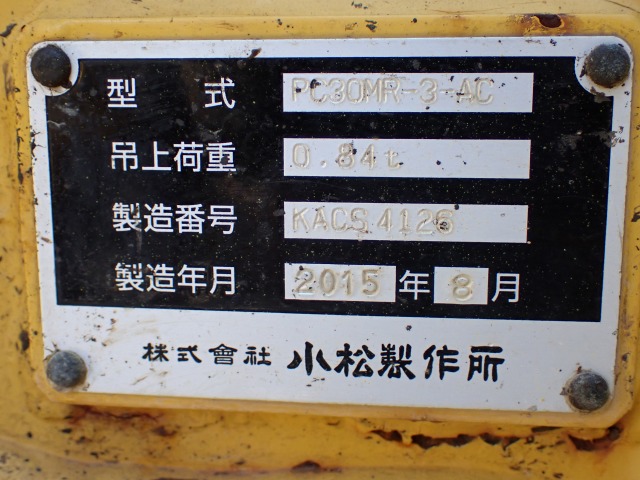 型式 PC30MR-3-AC
吊上荷重 0.84t
製造番号 KACS4126
製造年月 2015年8月
株式會社 小松製作所